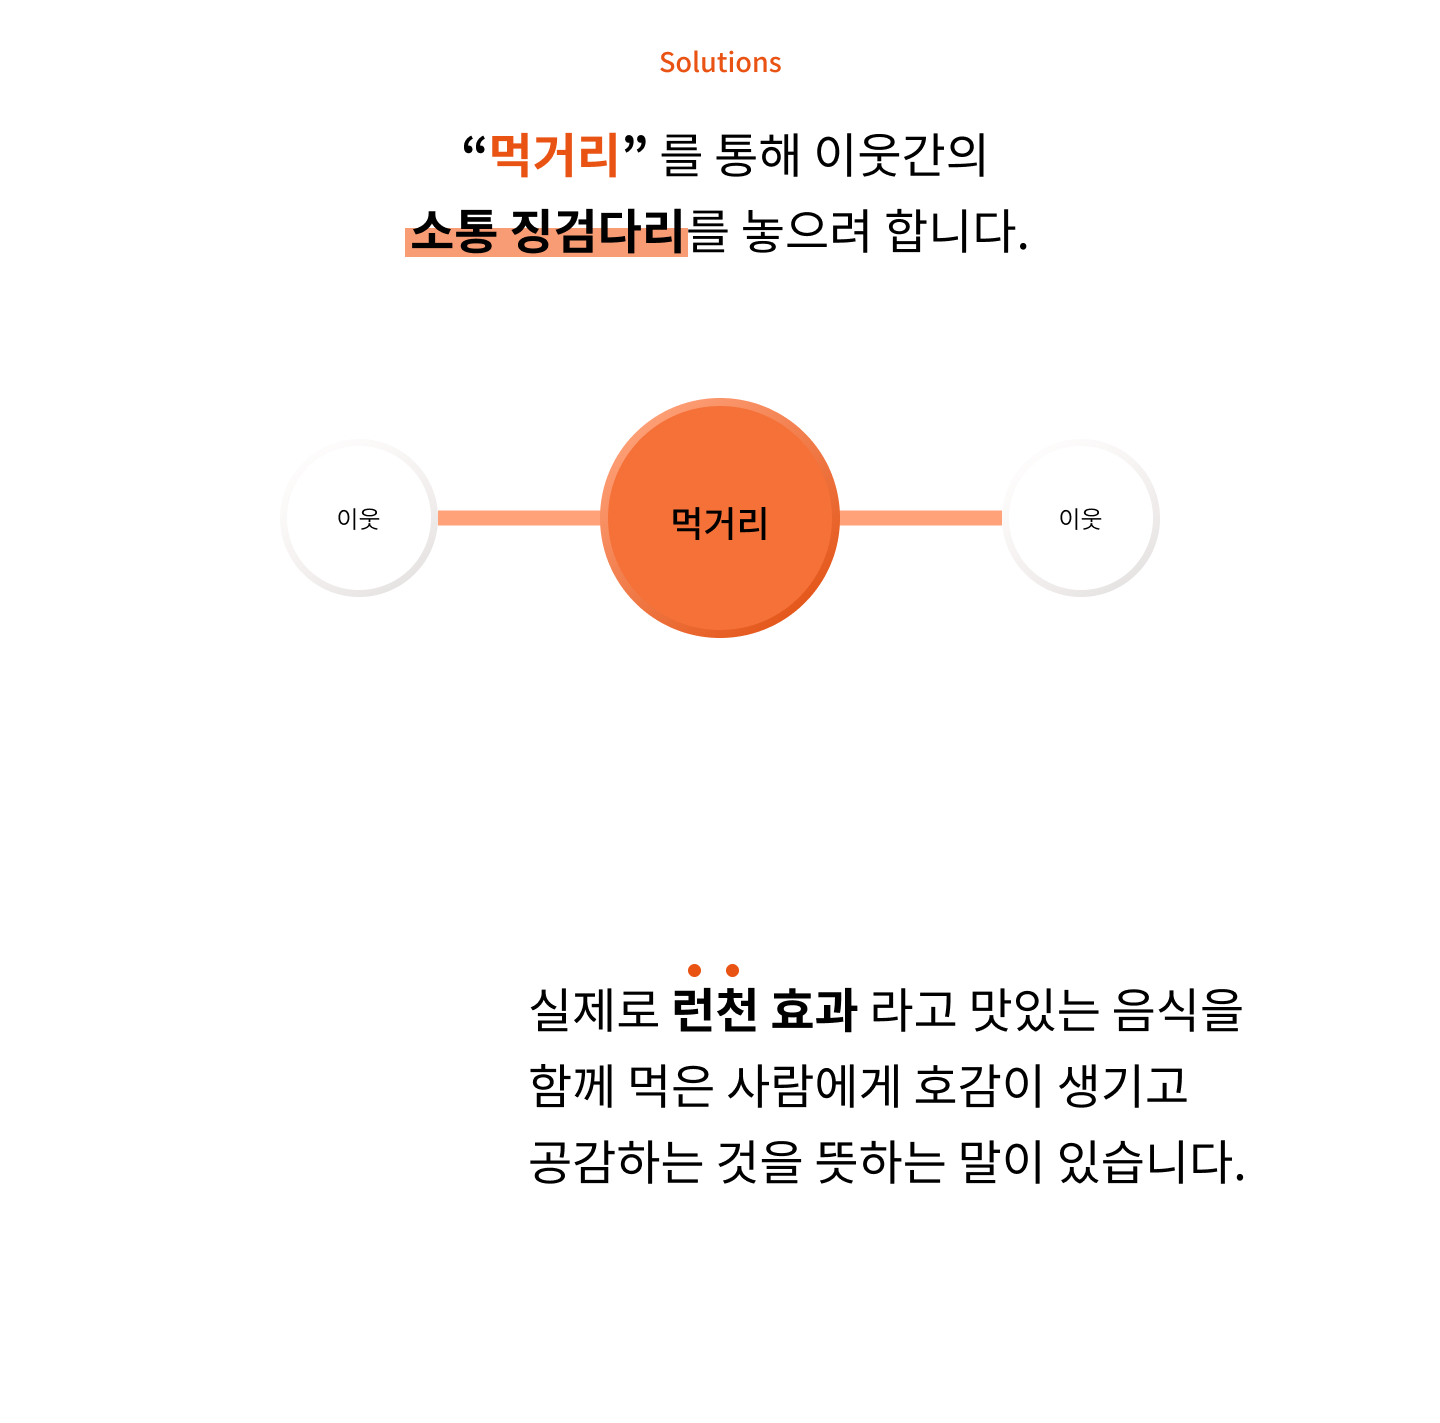 Solutions
“먹거리” 를 통해 이웃간의
소통 징검다리를 놓으려 합니다.
이웃
먹거리
이웃
실제로 런천 효과 라고 맛있는 음식을
함께 먹은 사람에게 호감이 생기고
공감하는 것을 뜻하는 말이 있습니다.